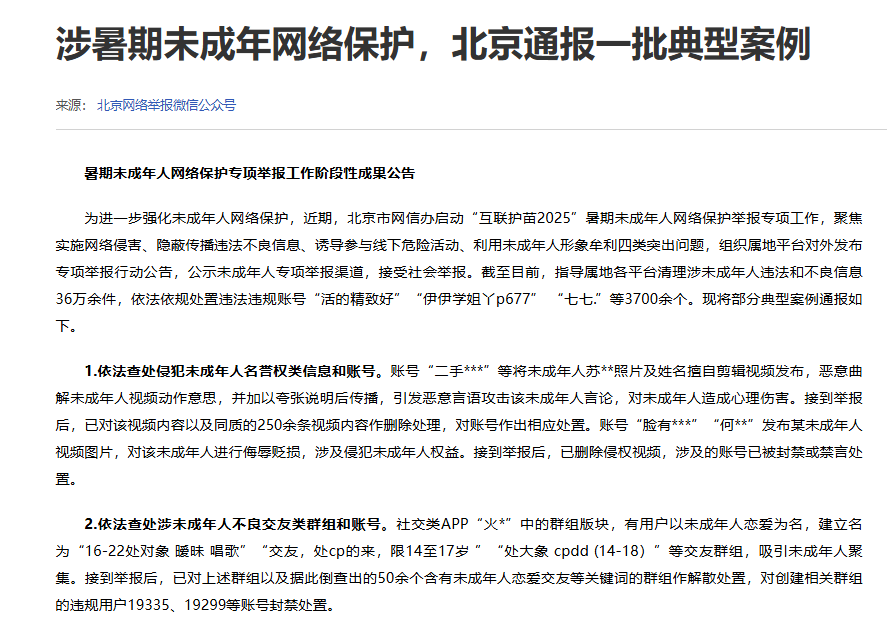 涉暑期未成年网络保护，北京通报一批典型案例
来源： 北京网络举报微信公众号
暑期未成年人网络保护专项举报工作阶段性成果公告
为进一步强化未成年人网络保护，近期，北京市网信办启动“互联护苗2025”暑期未成年人网络保护举报专项工作，聚焦
实施网络侵害、隐蔽传播违法不良信息、诱导参与线下危险活动、利用未成年人形象牟利四类突出问题，组织属地平台对外发布
专项举报行动公告，公示未成年人专项举报渠道，接受社会举报。截至目前，指导属地各平台清理涉未成年人违法和不良信息
36万余件，依法依规处置违法违规账号“活的精致好” “伊伊学姐丫p677” “七七.”等3700余个。现将部分典型案例通报如
下。
1.依法查处侵犯未成年人名誉权类信息和账号。账号“二手***”等将未成年人苏**照片及姓名擅自剪辑视频发布，恶意曲
解未成年人视频动作意思，并加以夸张说明后传播，引发恶意言语攻击该未成年人言论，对未成年人造成心理伤害。接到举报
后，已对该视频内容以及同质的250余条视频内容作删除处理，对账号作出相应处置。账号“脸有***” “何**”发布某未成年人
视频图片，对该未成年人进行侮辱贬损，涉及侵犯未成年人权益。接到举报后，已删除侵权视频，涉及的账号已被封禁或禁言处
置。
2.依法查处涉未成年人不良交友类群组和账号。社交类APP“火*”中的群组版块，有用户以未成年人恋爱为名，建立名
为“16-22处对象 暧昧 唱歌” “交友，处cp的来，限14至17岁 ” “处大象 cpdd (14-18）”等交友群组，吸引未成年人聚
集。接到举报后，已对上述群组以及据此倒查出的50余个含有未成年人恋爱交友等关键词的群组作解散处置，对创建相关群组
的违规用户19335、19299等账号封禁处置。